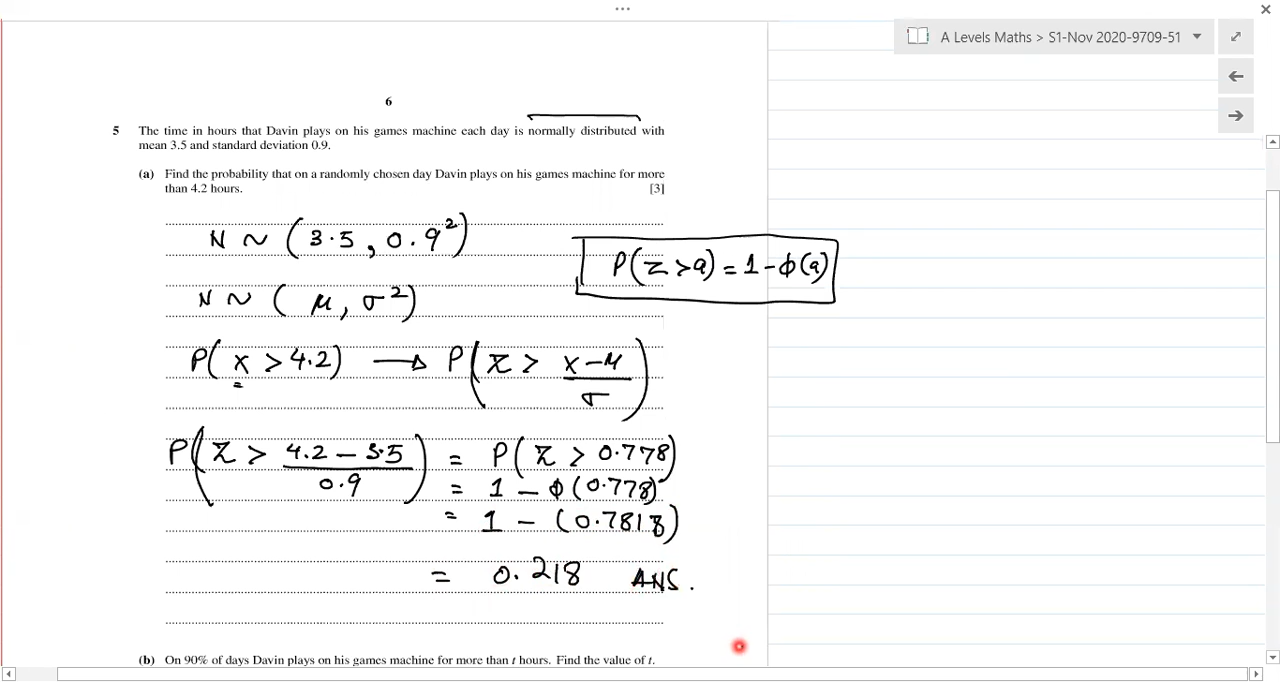 ...
A Levels Maths > S1-Nov 2020-9709-51
6
5 The time in hours that Davin plays on his games machine each day is normally distributed with
mean 3.5 and standard deviation 0.9.
(a) Find the probability that on a randomly chosen day Davin plays on his games machine for more
than 4.2 hours. [3]
N ~ (3.5, 0.9²)
P(Z > a) = 1 - ϕ(a)
N ~ (μ, σ²)
P(x > 4.2) → P(Z > (x - μ)/σ)
P(Z > (4.2 - 3.5)/0.9) = P(Z > 0.778)
= 1 - ϕ(0.778)
= 1 - (0.7818)
= 0.218 ANS.
(b) On 90% of days Davin plays on his games machine for more than t hours. Find the value of t.